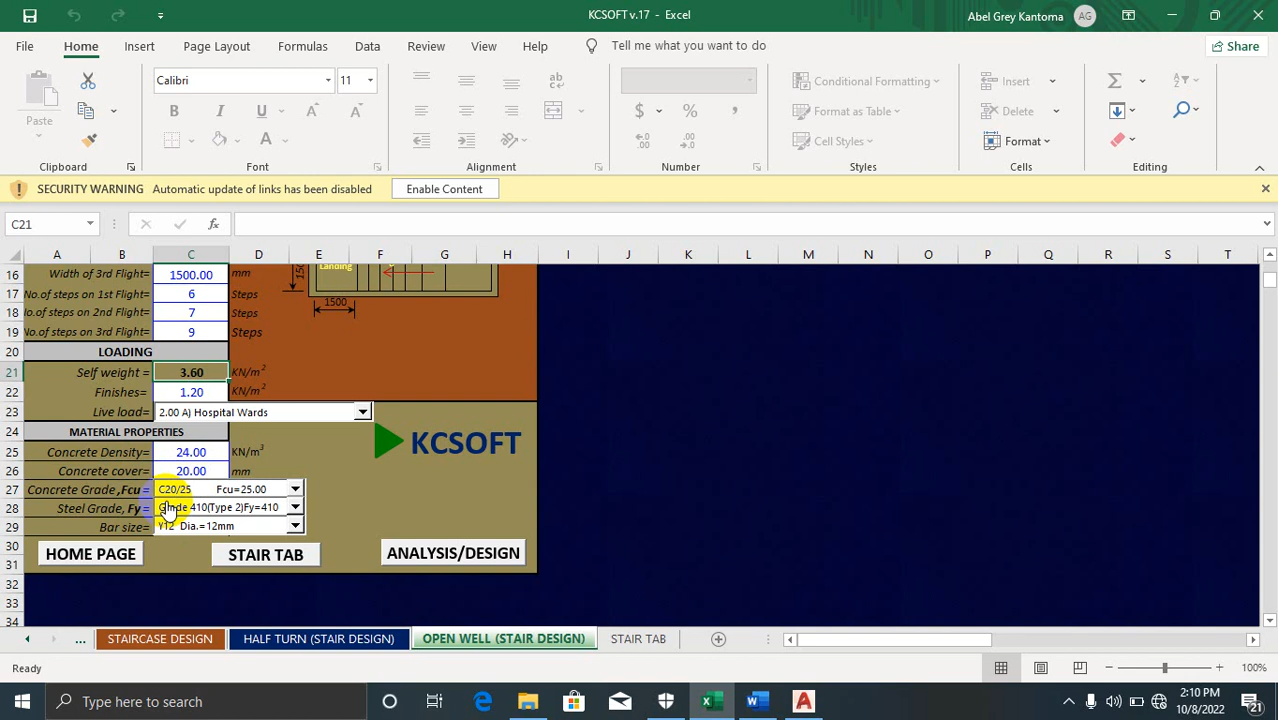 KCSOFT v.17 - Excel
Abel Grey Kantoma AG
File Home Insert Page Layout Formulas Data Review View Help Tell me what you want to do Share
Paste
Calibri 11
B I U A A
A
ab
$ % ,
Conditional Formatting
Format as Table
Cell Styles
Insert
Delete
Format
Clipboard Font Alignment Number Styles Cells Editing
SECURITY WARNING Automatic update of links has been disabled Enable Content
C21 fx
A B C D E F G H I J K L M N O P Q R S T
16 Width of 3rd Flight= 1500.00 mm
Landing
150
17 No.of steps on 1st Flight= 6 Steps
1500
18 No.of steps on 2nd Flight= 7 Steps
19 No.of steps on 3rd Flight= 9 Steps
20 LOADING
21 Self weight = 3.60 KN/m²
22 Finishes= 1.20 KN/m²
23 Live load= 2.00 A) Hospital Wards
24 MATERIAL PROPERTIES
KCSOFT
25 Concrete Density= 24.00 KN/m³
26 Concrete cover= 20.00 mm
27 Concrete Grade ,Fcu = C20/25 Fcu=25.00
28 Steel Grade, Fy = Grade 410(Type 2)Fy=410
29 Bar size= Y12 Dia.=12mm
30 HOME PAGE STAIR TAB ANALYSIS/DESIGN
31
32
33
34
... STAIRCASE DESIGN HALF TURN (STAIR DESIGN) OPEN WELL (STAIR DESIGN) STAIR TAB
Ready 100%
Type here to search
2:10 PM
10/8/2022
21